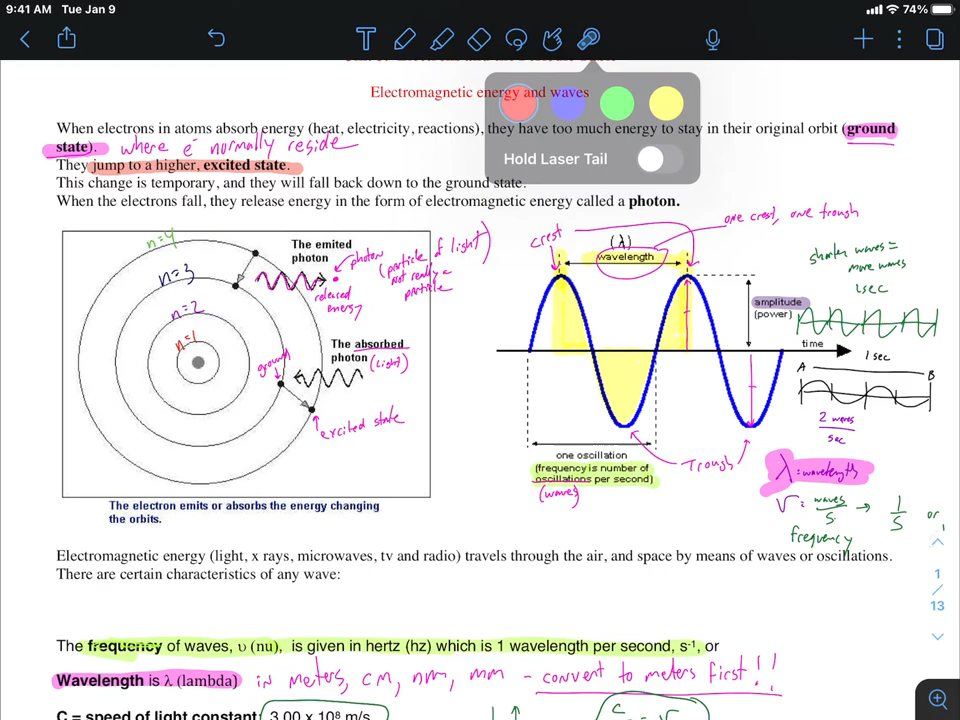 9:41 AM Tue Jan 9
74%
Electromagnetic energy and waves
Hold Laser Tail
When electrons in atoms absorb energy (heat, electricity, reactions), they have too much energy to stay in their original orbit (ground
state). where e⁻ normally reside
They jump to a higher, excited state.
This change is temporary, and they will fall back down to the ground state.
When the electrons fall, they release energy in the form of electromagnetic energy called a photon.
n=4
n=3
n=2
n=1
The emitted
photon
photon
(particle of light)
not really a
particle
released
energy
The absorbed
photon
(light)
ground
excited state
The electron emits or absorbs the energy changing
the orbits.
crest
(λ)
wavelength
one crest, one trough
amplitude
(power)
time
one oscillation
(frequency is number of
oscillations per second)
(waves)
Trough
shorter waves =
more waves
1sec
1 sec
A
B
2 waves
sec
λ = wavelength
ν = waves
s
→ 1
s
or
frequency
Electromagnetic energy (light, x rays, microwaves, tv and radio) travels through the air, and space by means of waves or oscillations.
There are certain characteristics of any wave:
1
/
13
The frequency of waves, υ (nu), is given in hertz (hz) which is 1 wavelength per second, s⁻¹, or
Wavelength is λ (lambda) in meters, cm, nm, mm - convert to meters first!!
C = speed of light constant: 3.00 x 10⁸ m/s